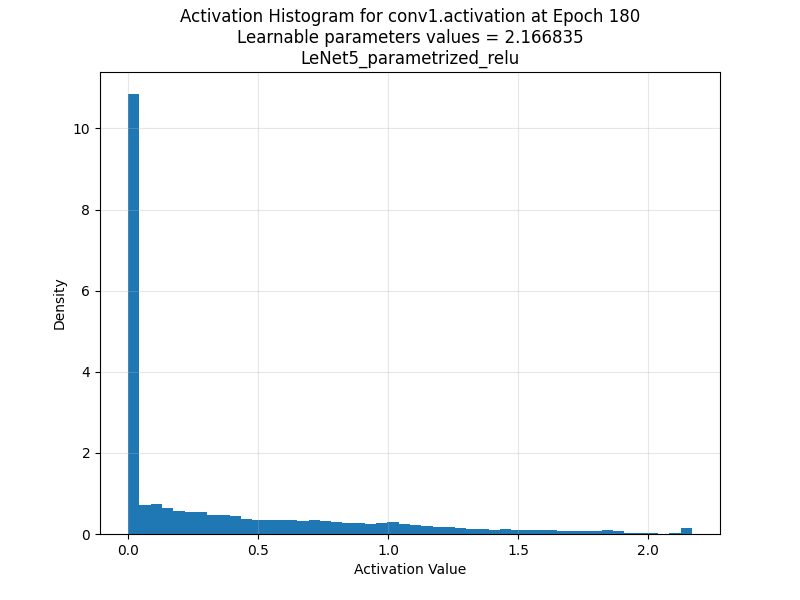 Activation Histogram for conv1.activation at Epoch 180
Learnable parameters values = 2.166835
LeNet5_parametrized_relu
Density
10
8
6
4
2
0
0.0 0.5 1.0 1.5 2.0
Activation Value